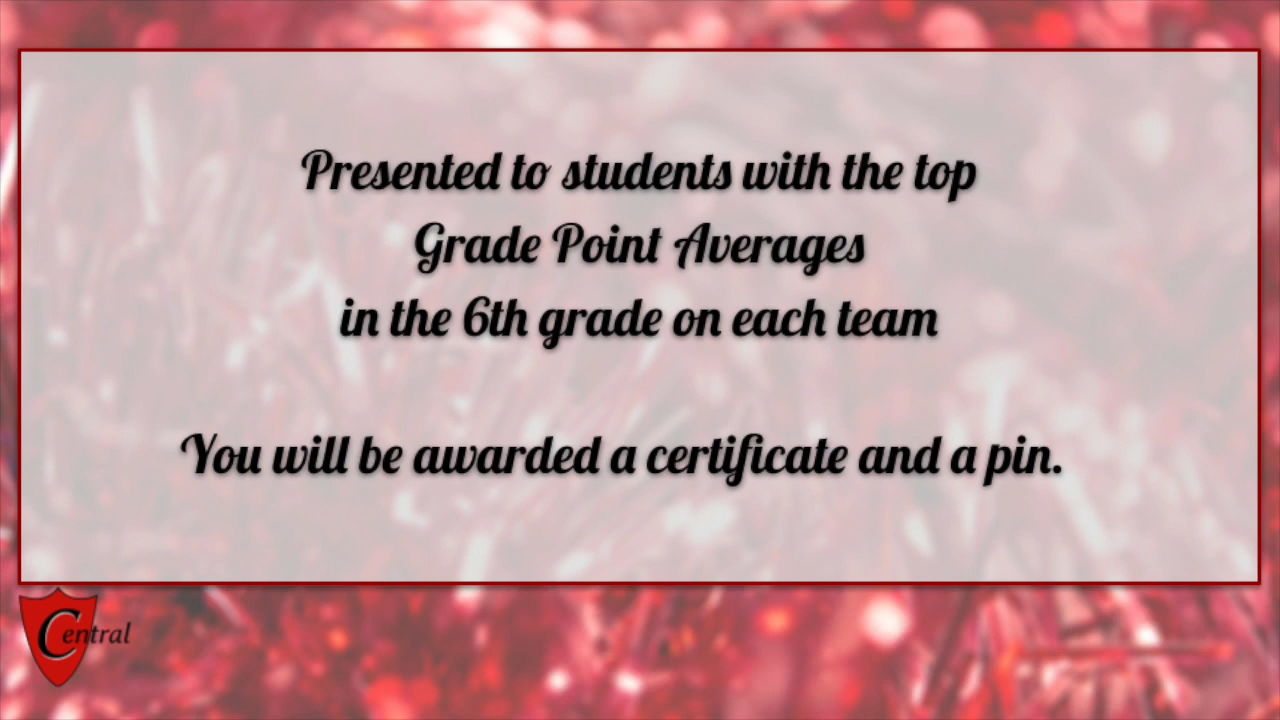 Presented to students with the top
Grade Point Averages
in the 6th grade on each team
You will be awarded a certificate and a pin.
Central